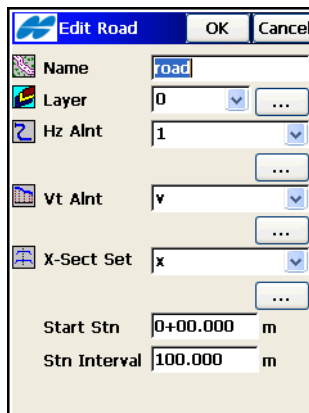 Edit Road OK Cancel
Name road
Layer 0 ...
Hz Alnt 1
...
Vt Alnt v
...
X-Sect Set x
...
Start Stn 0+00.000 m
Stn Interval 100.000 m